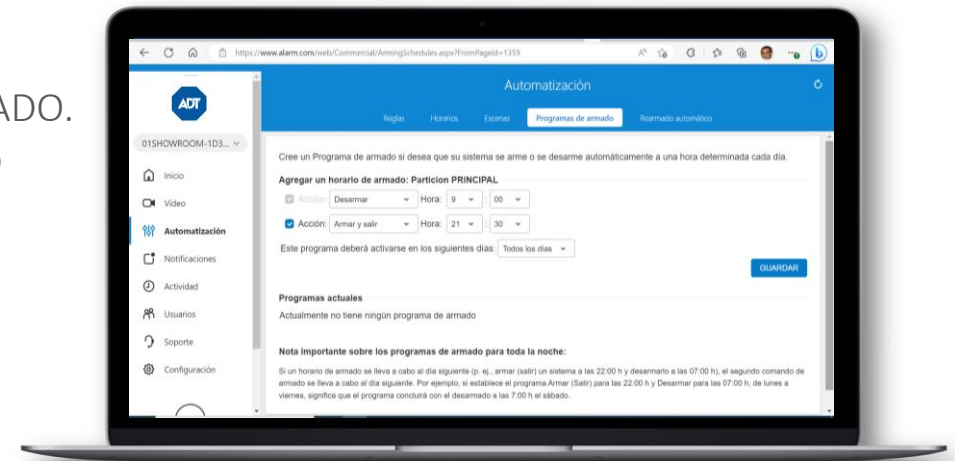 ADO.
https://www.alarm.com/web/Commercial/ArmingSchedules.aspx?FromPageId=1359
ADT
Automatización
Reglas Horarios Escenas Programas de armado Rearmado automático
01SHOWROOM-1D3...
Inicio
Video
Automatización
Notificaciones
Actividad
Usuarios
Soporte
Configuración
Cree un Programa de armado si desea que su sistema se arme o se desarme automáticamente a una hora determinada cada día.
Agregar un horario de armado: Particion PRINCIPAL
Acción: Desarmar Hora: 9 : 00
Acción: Armar y salir Hora: 21 : 30
Este programa deberá activarse en los siguientes días: Todos los días
GUARDAR
Programas actuales
Actualmente no tiene ningún programa de armado
Nota importante sobre los programas de armado para toda la noche:
Si un horario de armado se lleva a cabo al día siguiente (p. ej., armar (salir) un sistema a las 22:00 h y desarmarlo a las 07:00 h), el segundo comando de
armado se lleva a cabo al día siguiente. Por ejemplo, si establece el programa Armar (Salir) para las 22:00 h y Desarmar para las 07:00 h, de lunes a
viernes, significa que el programa concluirá con el desarmado a las 7:00 h el sábado.